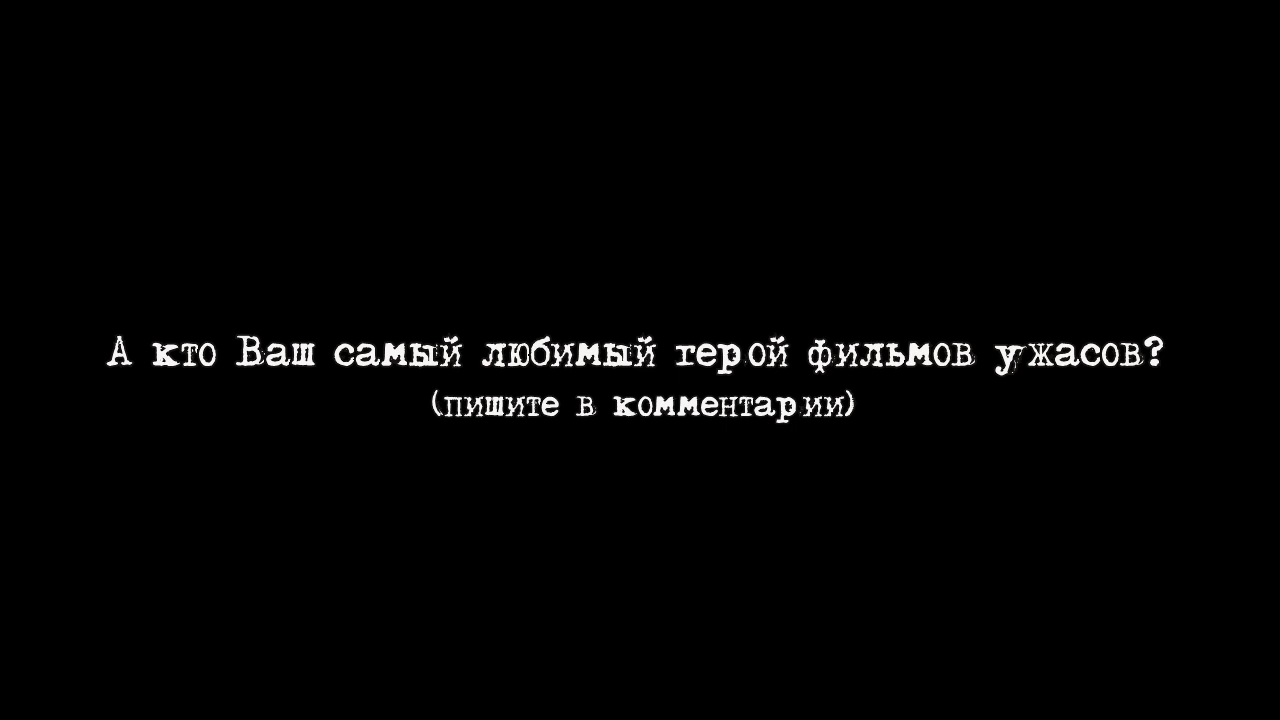 А кто Ваш самый любимый герой фильмов ужасов?
(пишите в комментарии)